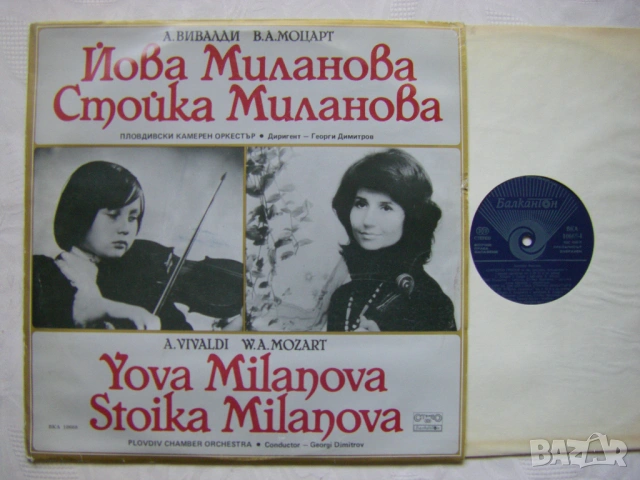 А.ВИВАЛДИ В.А.МОЦАРТ
Йова Миланова
Стойка Миланова
ПЛОВДИВСКИ КАМЕРЕН ОРКЕСТЪР • Диригент – Георги Димитров
A.VIVALDI W.A.MOZART
Yova Milanova
Stoika Milanova
PLOVDIV CHAMBER ORCHESTRA • Conductor – Georgi Dimitrov
Балкантон
BAZAR